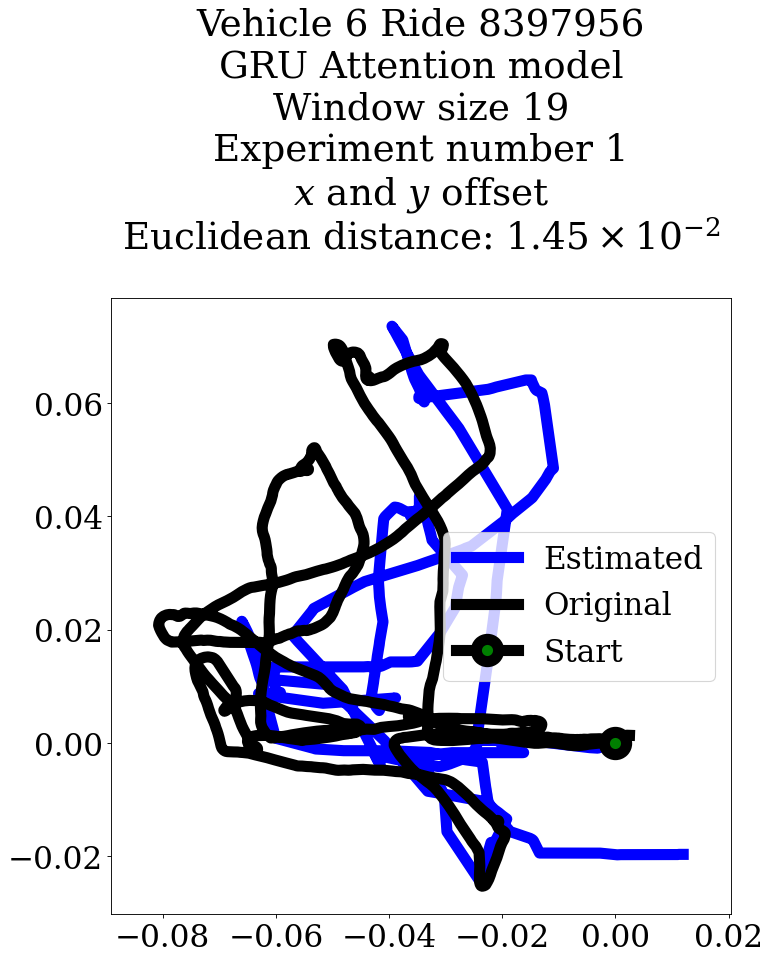 Vehicle 6 Ride 8397956
GRU Attention model
Window size 19
Experiment number 1
x and y offset
Euclidean distance: 1.45 × 10⁻²
0.06
0.04
0.02
0.00
−0.02
Estimated
Original
Start
−0.08 −0.06 −0.04 −0.02 0.00 0.02